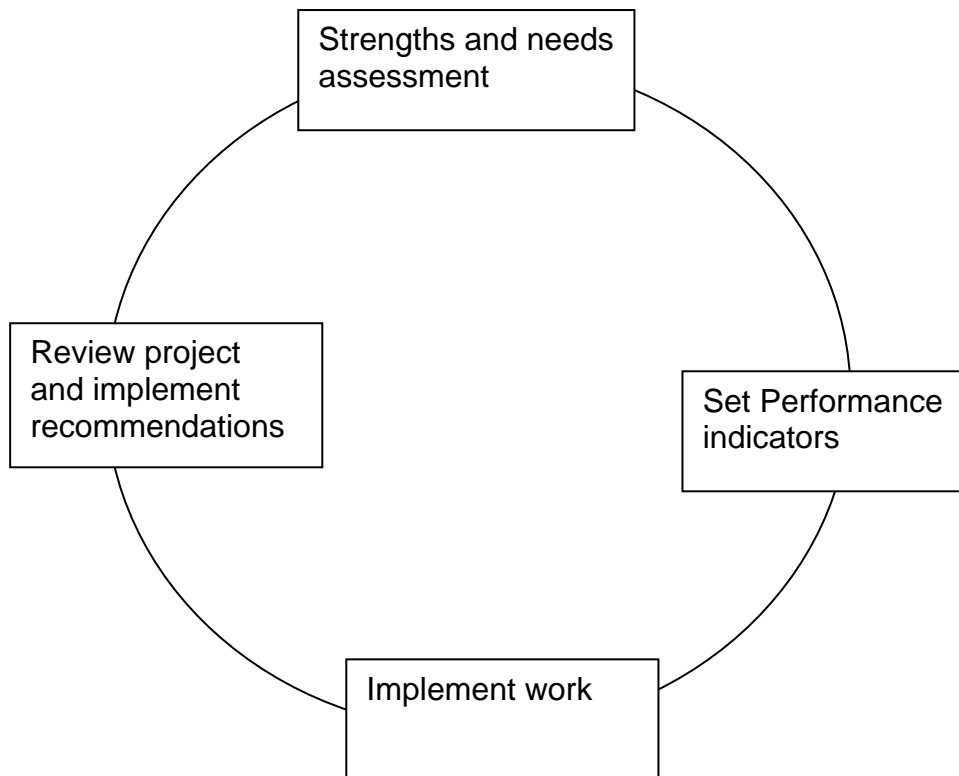 Strengths and needs
assessment
Review project
and implement
recommendations
Set Performance
indicators
Implement work